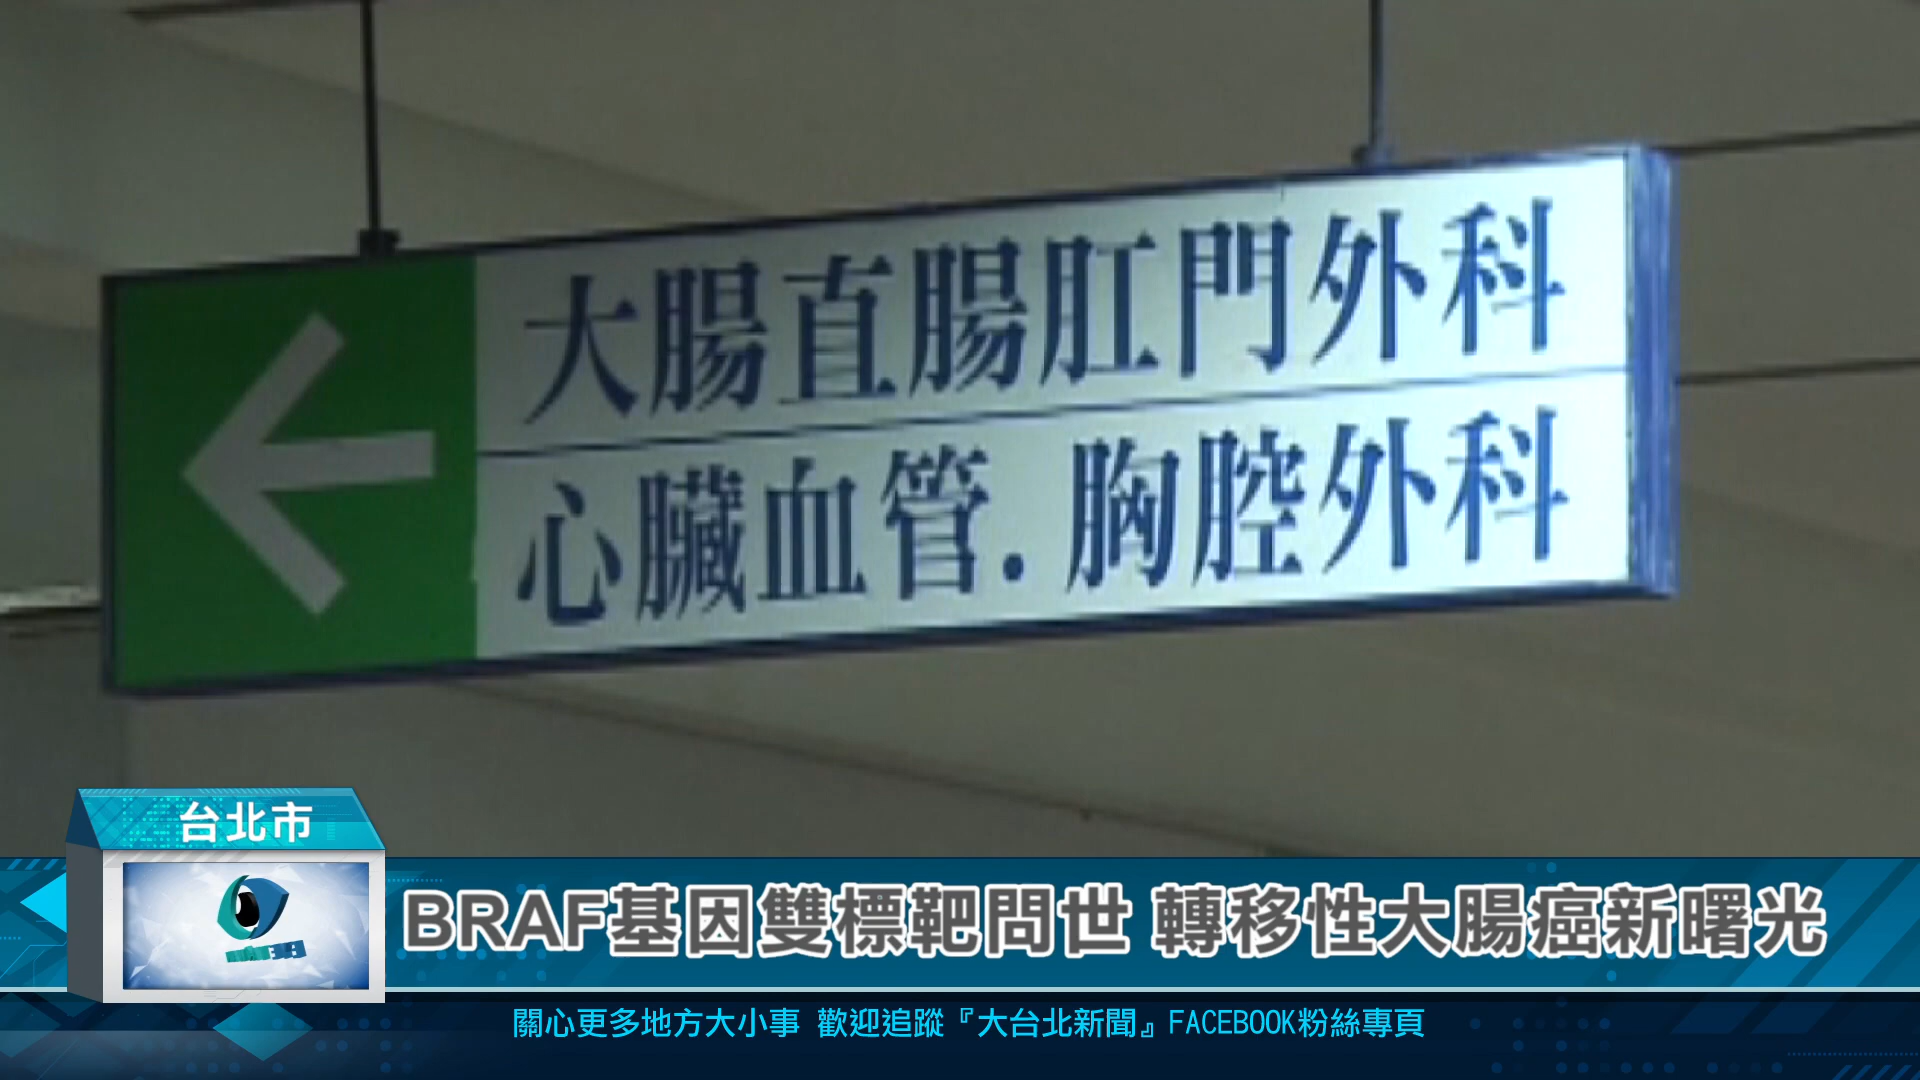 大腸直腸肛門外科
心臟血管.胸腔外科
台北市
BRAF基因雙標靶問世 轉移性大腸癌新曙光
關心更多地方大小事 歡迎追蹤『大台北新聞』FACEBOOK粉絲專頁